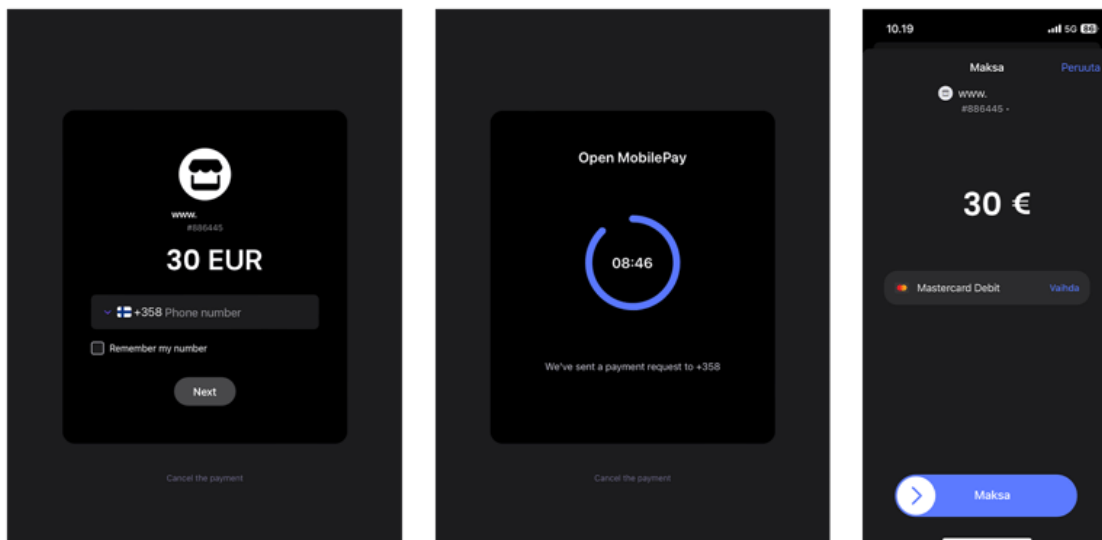 www.
#886445
30 EUR
+358 Phone number
Remember my number
Next
Cancel the payment
Open MobilePay
08:46
We've sent a payment request to +358
Cancel the payment
10.19 5G 86
Maksa Peruuta
www.
#886445 -
30 €
Mastercard Debit Vaihda
Maksa